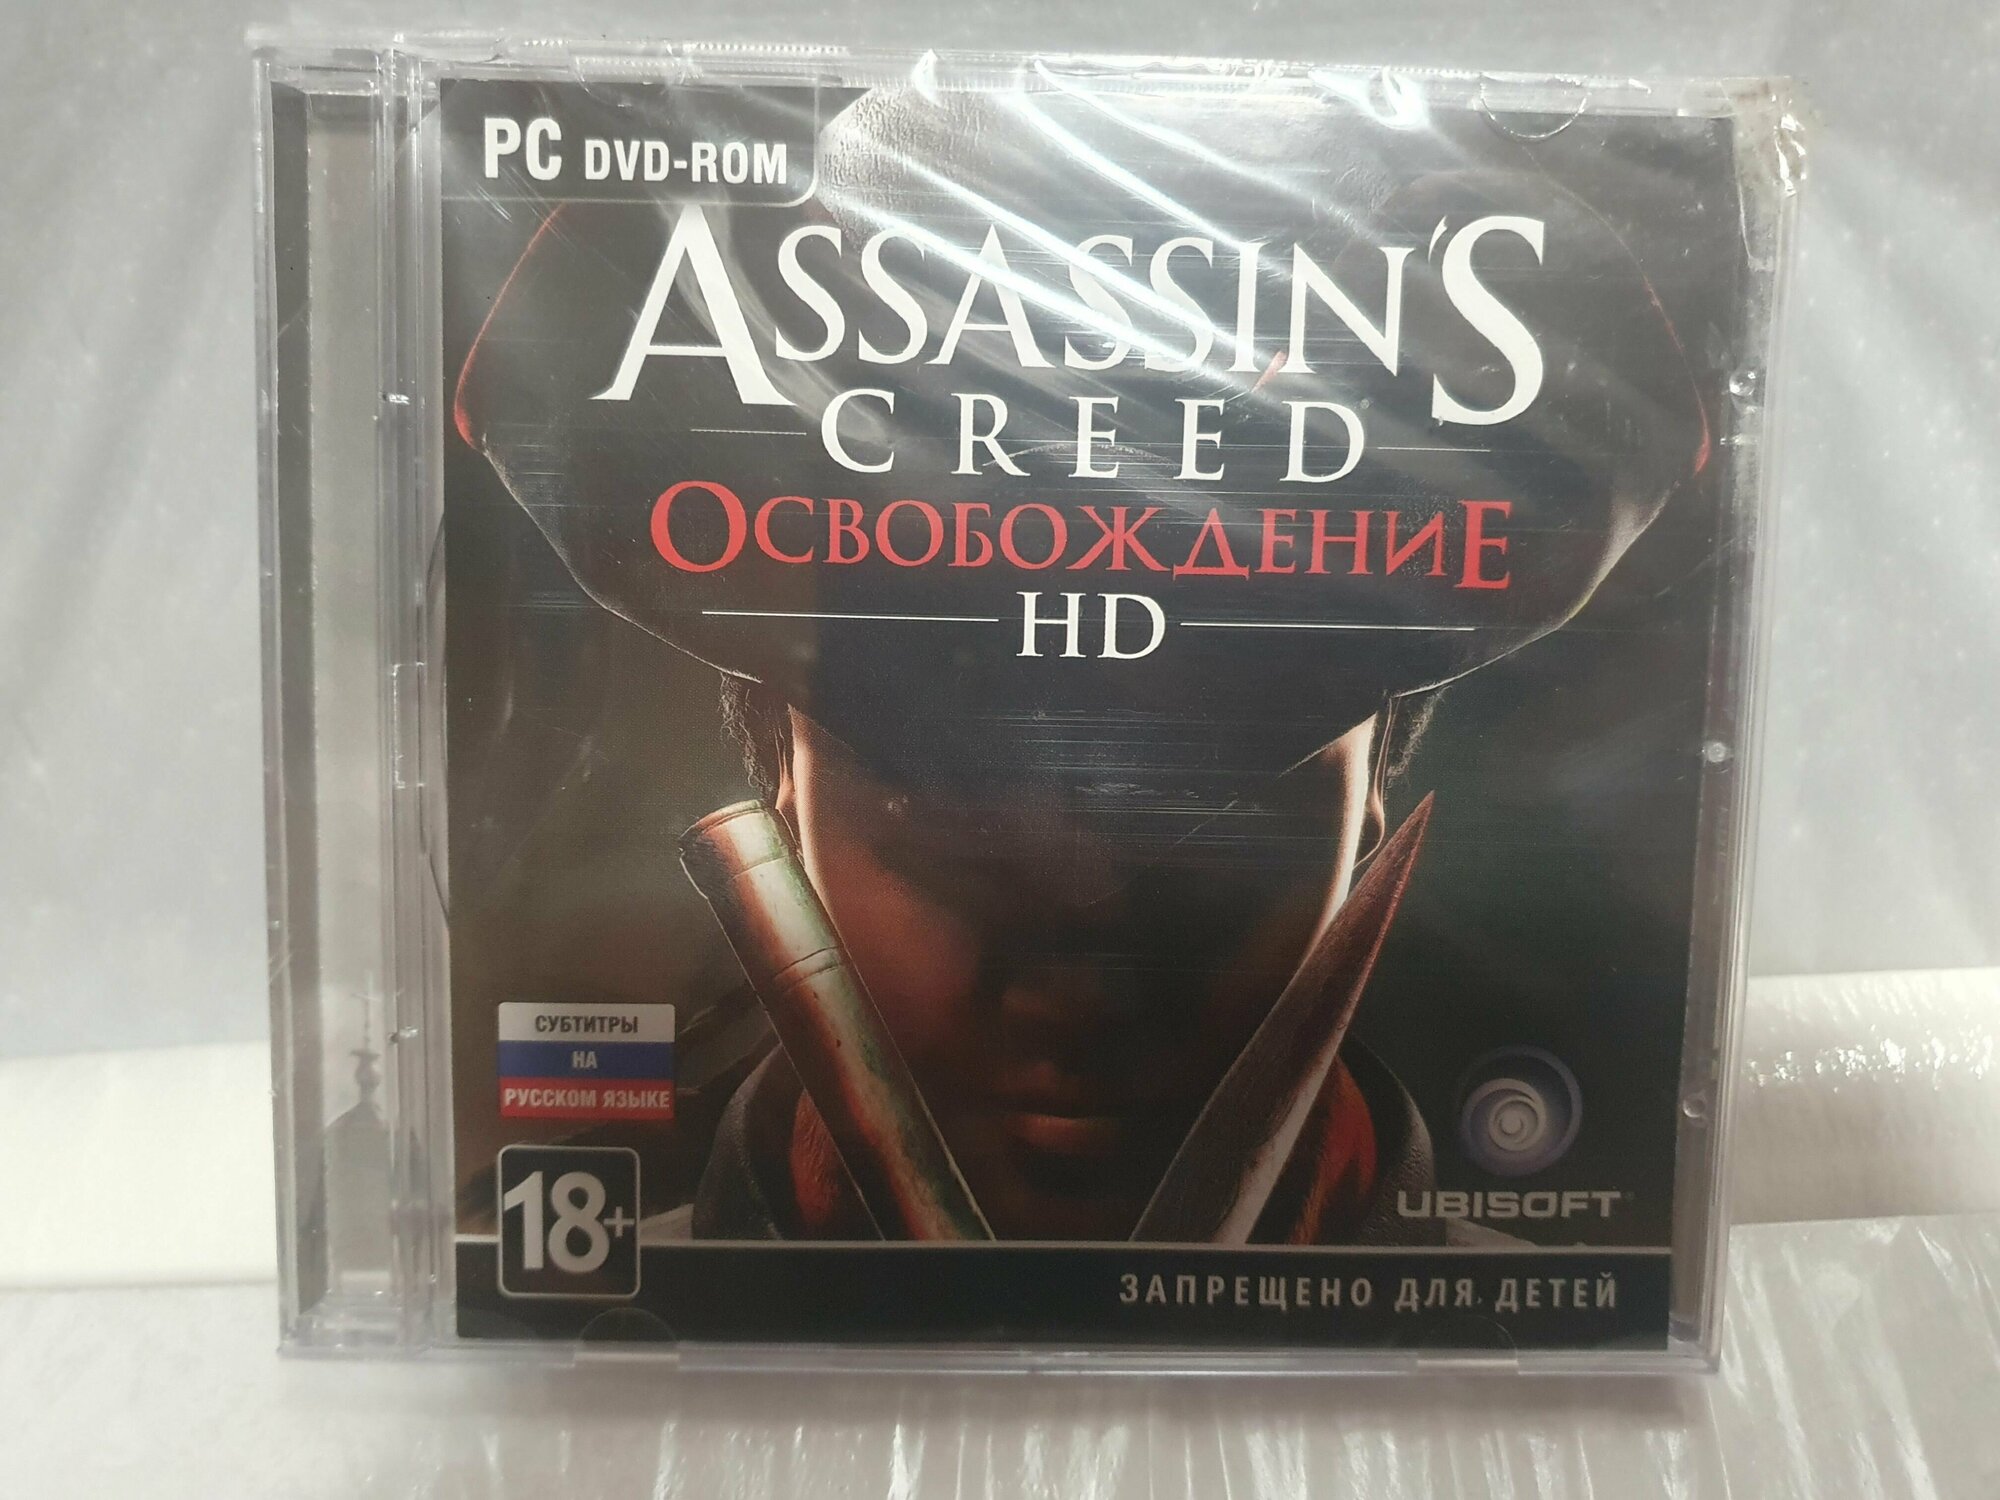 PC DVD-ROM
ASSASSIN'S
CREED
ОСВОБОЖДЕНИЕ
HD
СУБТИТРЫ
НА
РУССКОМ ЯЗЫКЕ
18+
UBISOFT
ЗАПРЕЩЕНО ДЛЯ ДЕТЕЙ